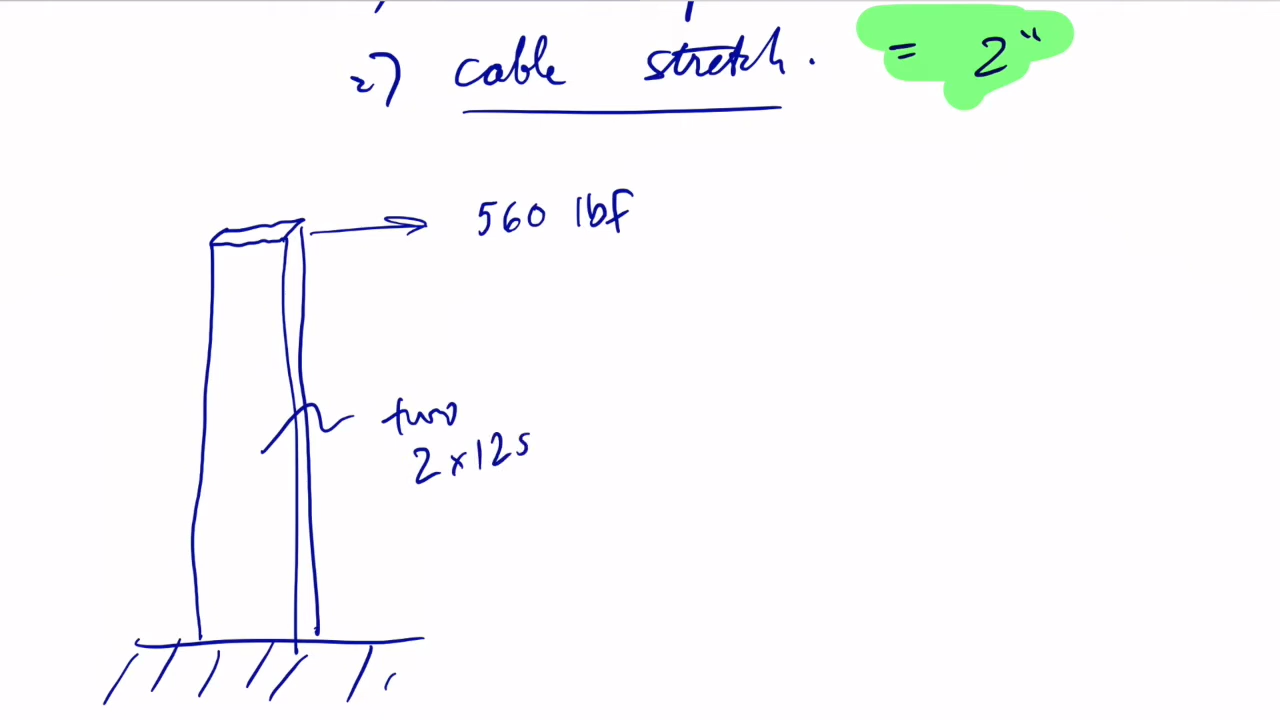 2) cable stretch. = 2"
560 lbf
two
2x12s